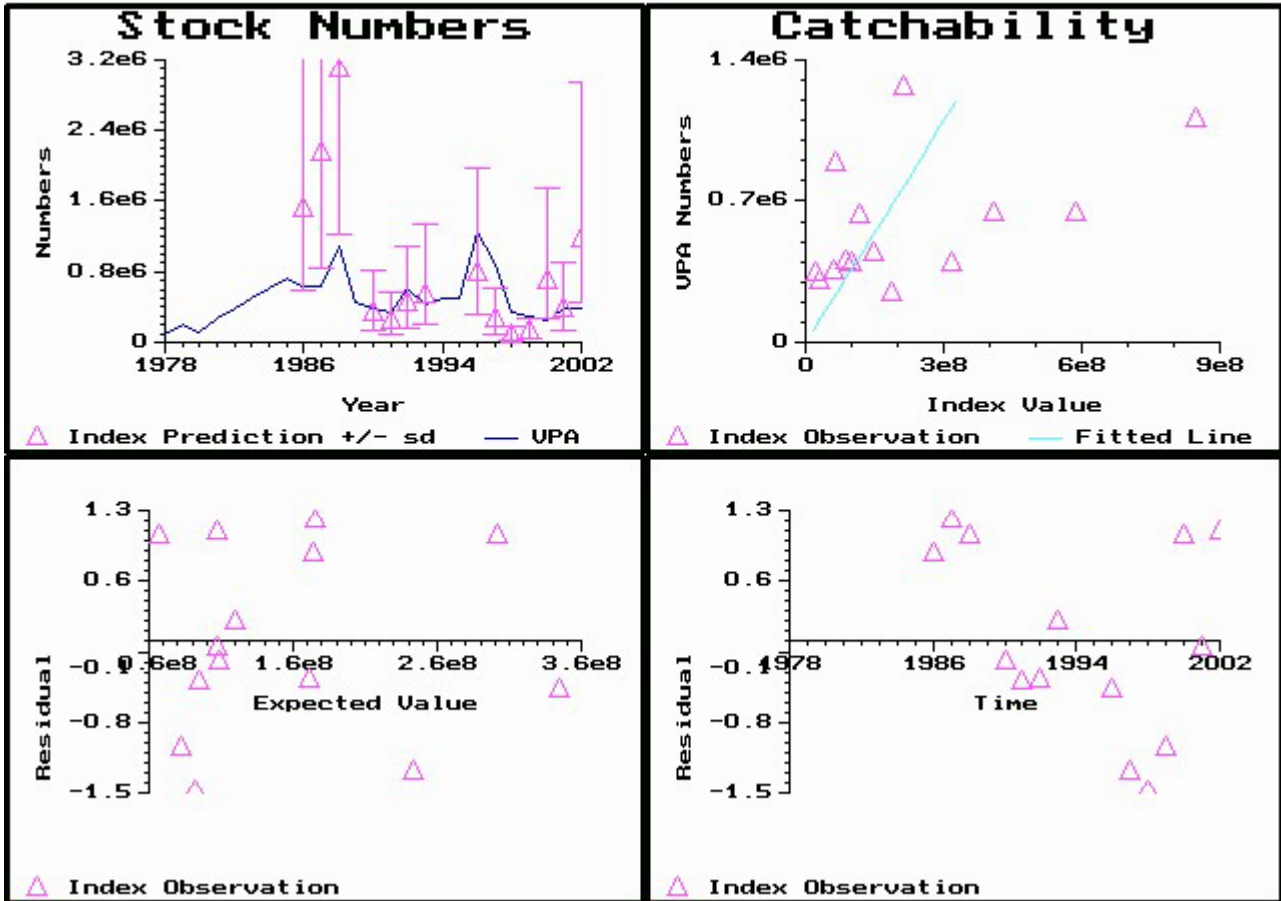 Stock Numbers
3.2e6
2.4e6
1.6e6
0.8e6
0
Numbers
1978 1986 1994 2002
Year
Index Prediction +/- sd VPA
Catchability
1.4e6
0.7e6
0
VPA Numbers
0 3e8 6e8 9e8
Index Value
Index Observation Fitted Line
1.3
0.6
-0.1
-0.8
-1.5
Residual
0.6e8 1.6e8 2.6e8 3.6e8
Expected Value
Index Observation
1.3
0.6
-0.1
-0.8
-1.5
Residual
1978 1986 1994 2002
Time
Index Observation